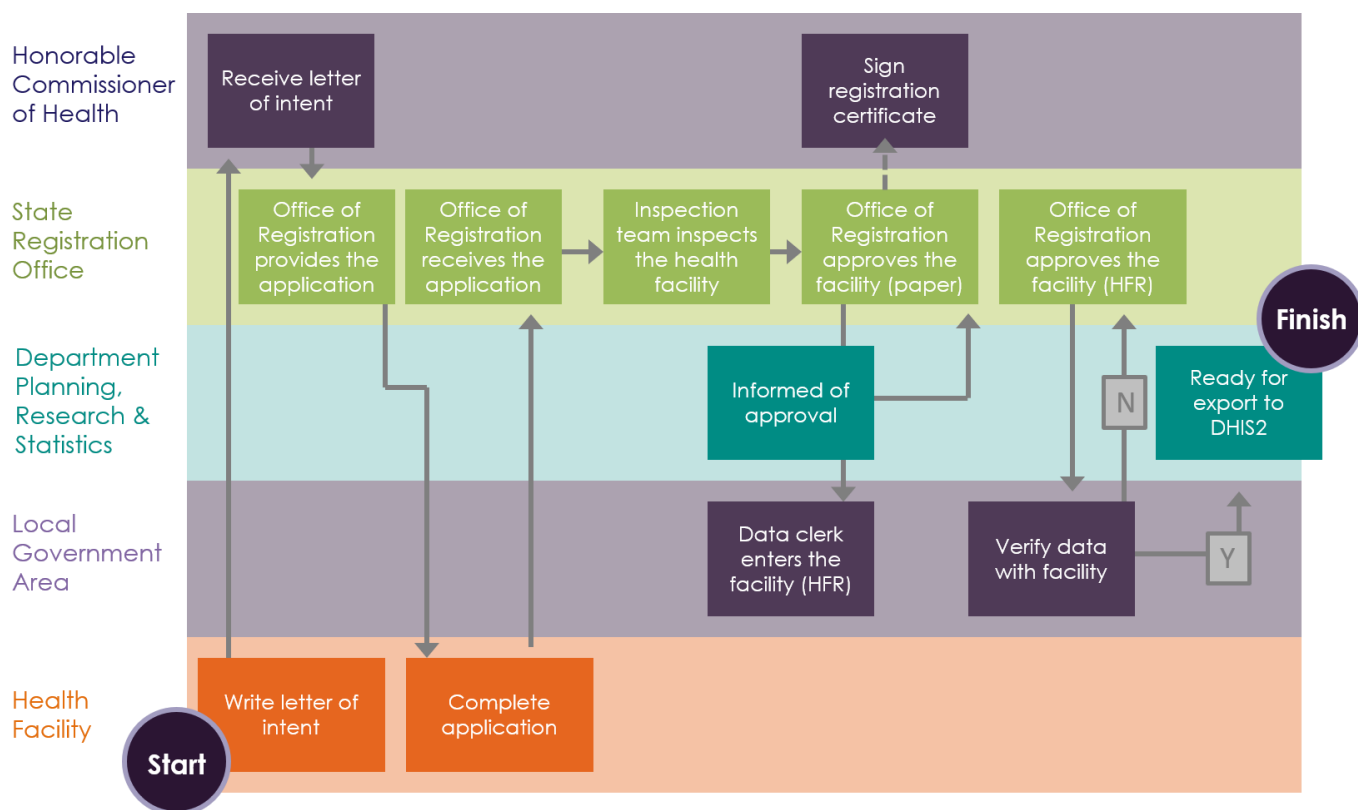 Honorable
Commissioner
of Health
Receive letter
of intent
Sign
registration
certificate
State
Registration
Office
Office of
Registration
provides the
application
Office of
Registration
receives the
application
Inspection
team inspects
the health
facility
Office of
Registration
approves the
facility (paper)
Office of
Registration
approves the
facility (HFR)
Finish
Department
Planning,
Research &
Statistics
Informed of
approval
N
Ready for
export to
DHIS2
Local
Government
Area
Data clerk
enters the
facility (HFR)
Verify data
with facility
Y
Health
Facility
Write letter of
intent
Complete
application
Start